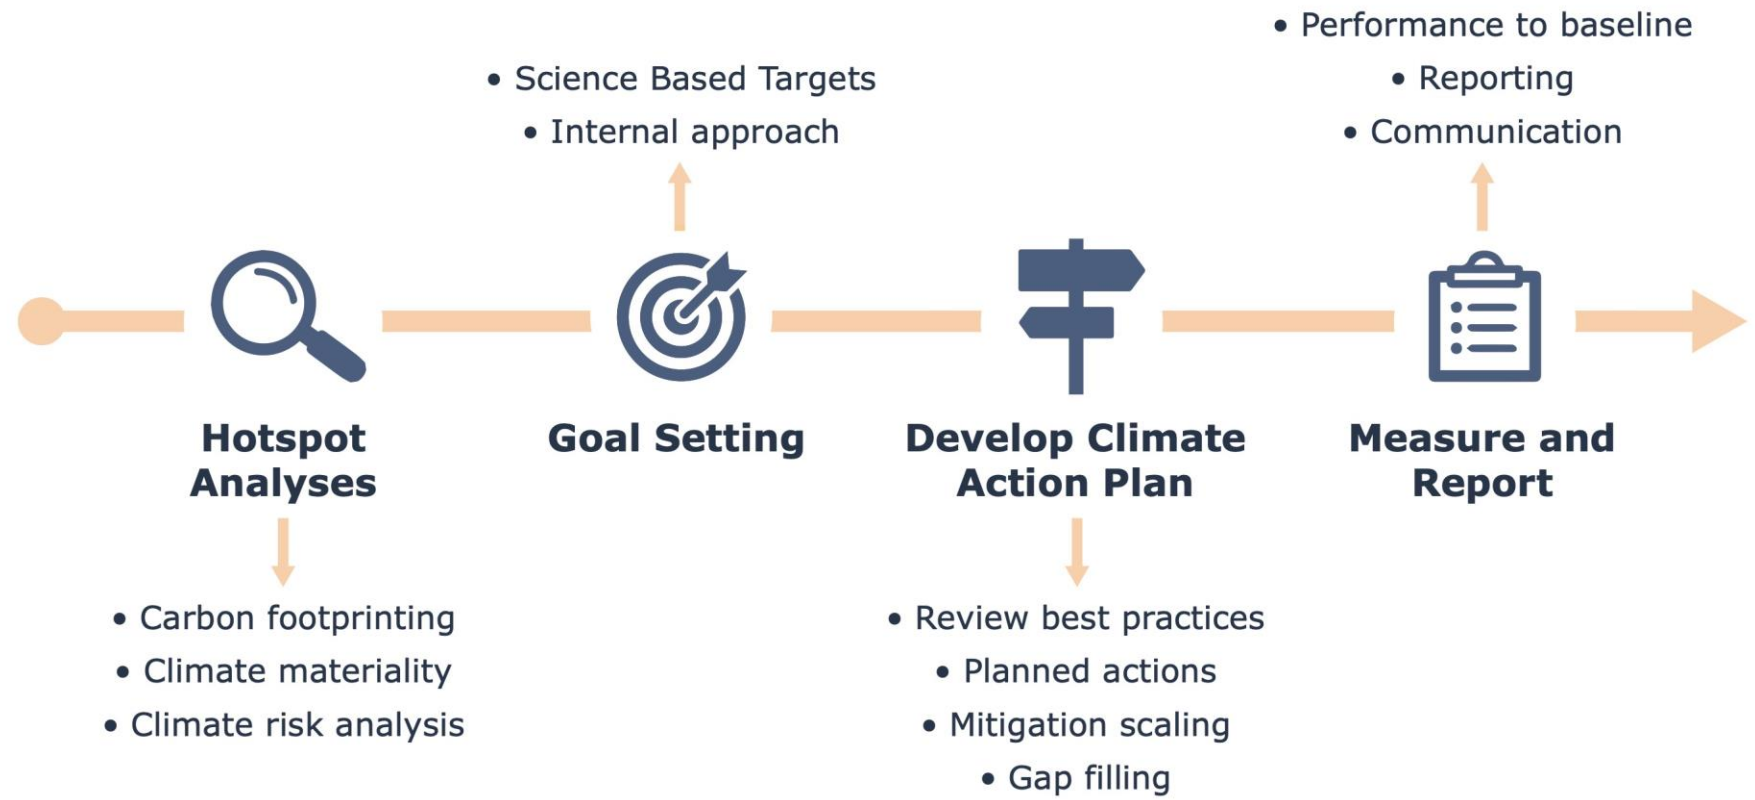 • Performance to baseline
• Reporting
• Communication
• Science Based Targets
• Internal approach
Hotspot
Analyses
Goal Setting
Develop Climate
Action Plan
Measure and
Report
• Carbon footprinting
• Climate materiality
• Climate risk analysis
• Review best practices
• Planned actions
• Mitigation scaling
• Gap filling